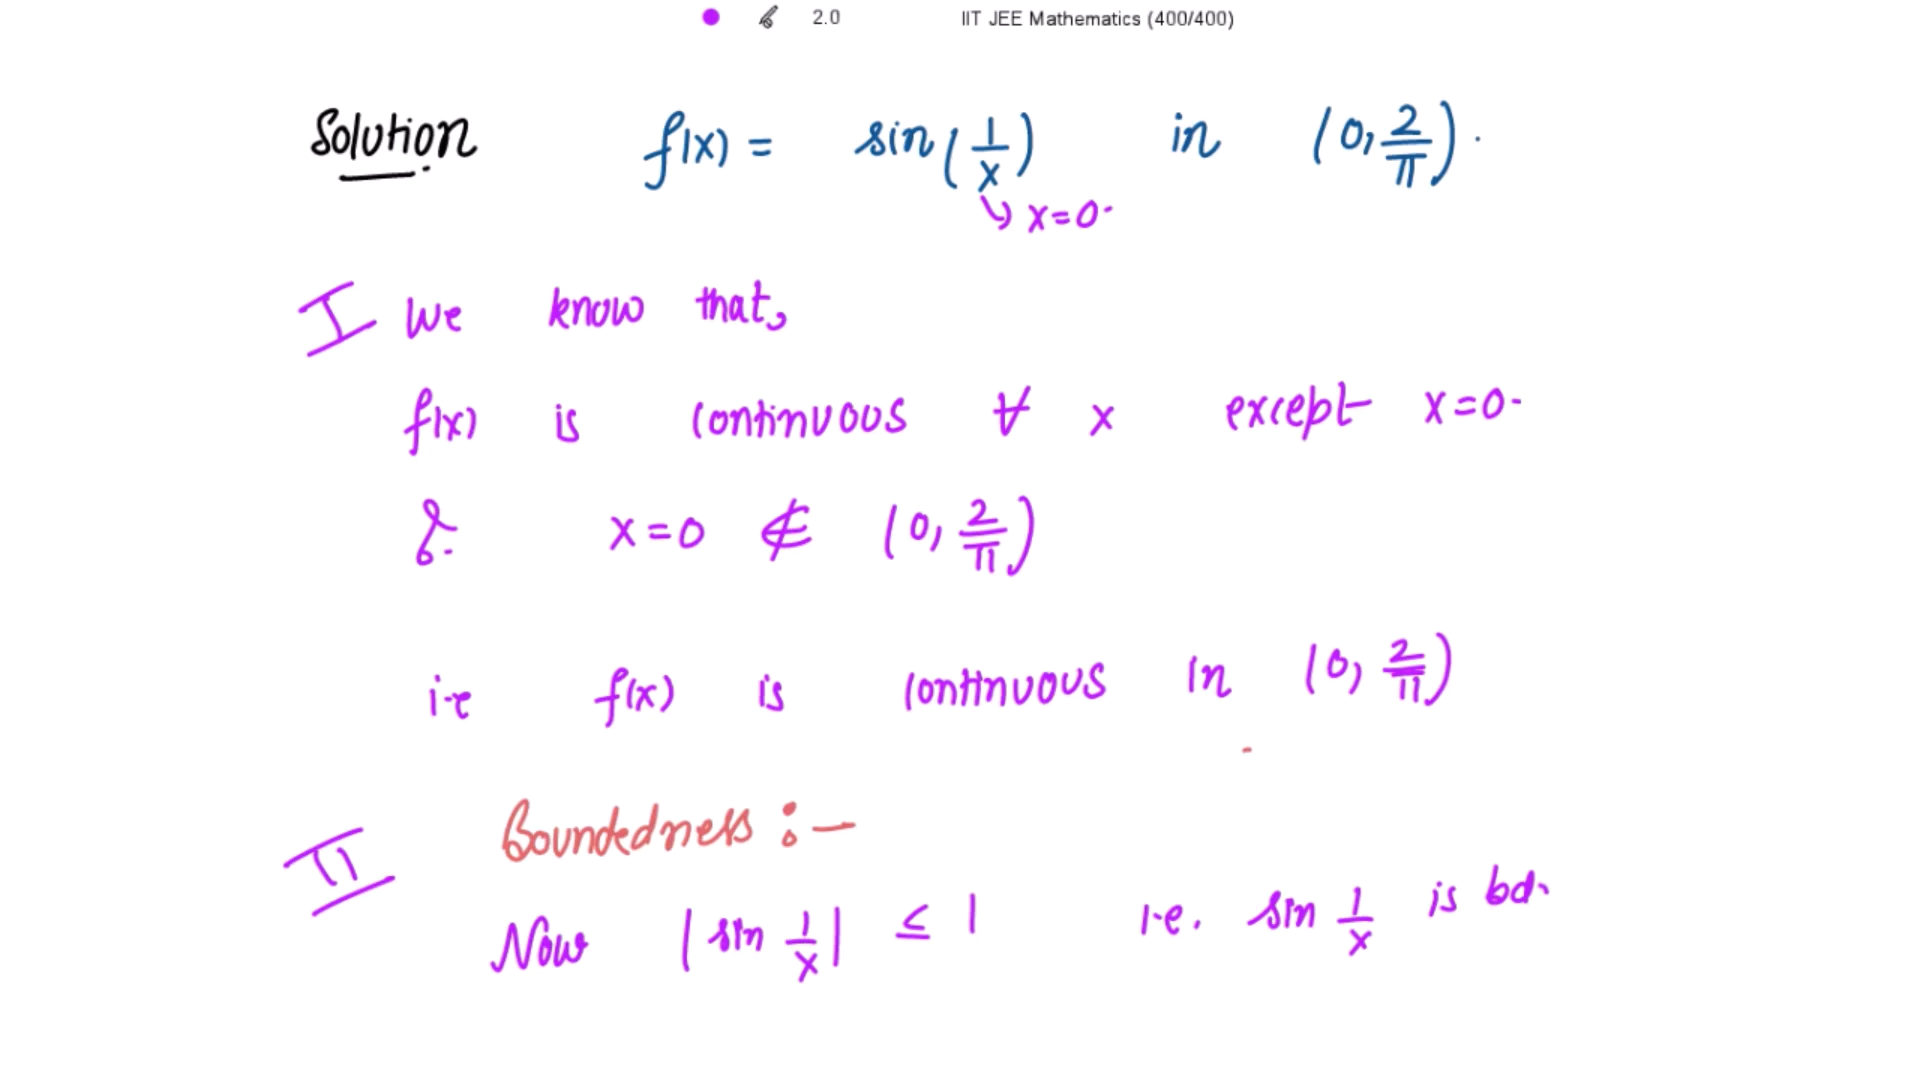 2.0 IIT JEE Mathematics (400/400)
Solution f(x) = sin(1/x) in (0, 2/π).
↳ x=0.
I We know that,
f(x) is continuous ∀ x except x=0.
& x=0 ∉ (0, 2/π)
i.e f(x) is continuous in (0, 2/π)
II Boundedness :-
Now |sin 1/x| ≤ 1 i.e. sin 1/x is bd.